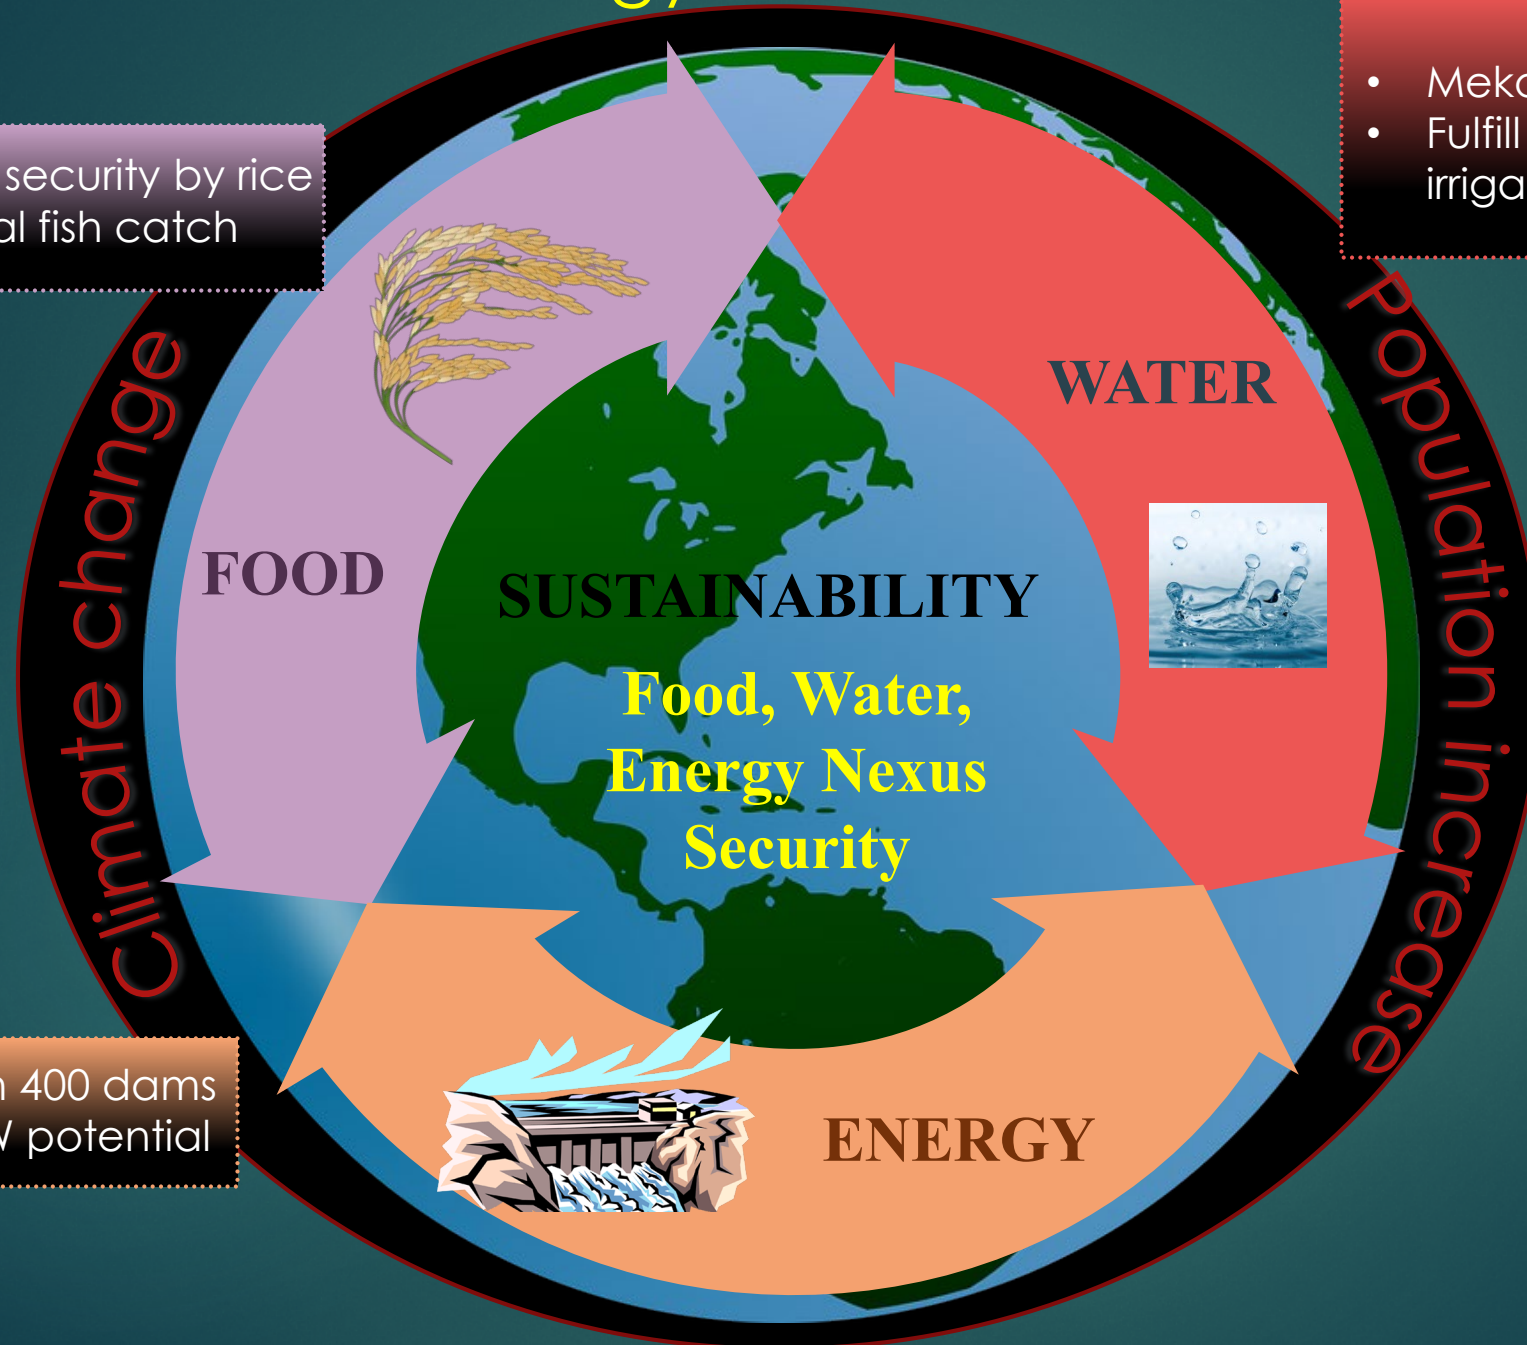 security by rice
fish catch
Fulfill
WATER
FOOD
Climate change
Population increase
SUSTAINABILITY
Food, Water,
Energy Nexus
Security
400 dams
potential
ENERGY